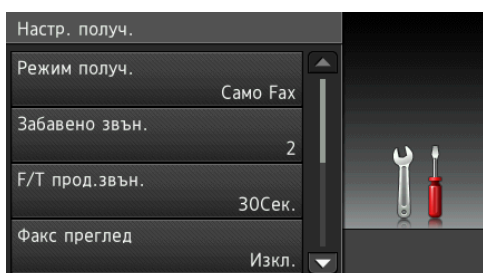 Настр. получ.
Режим получ.
Само Fax
Забавено звън.
2
F/T прод.звън.
30Сек.
Факс преглед
Изкл.